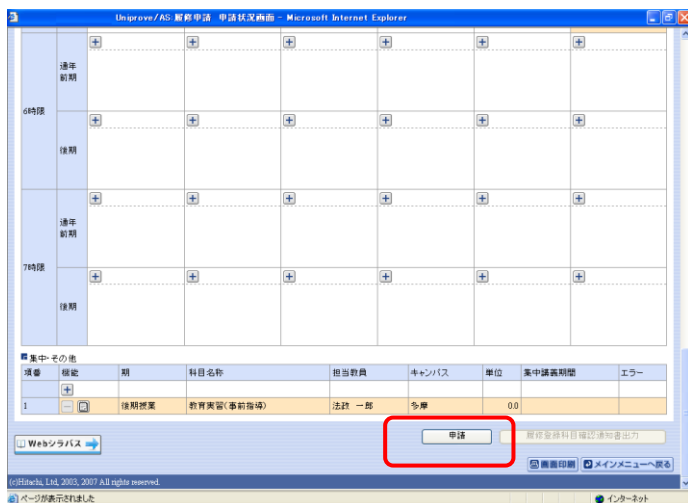 Uniprove/AS:履修申請 申請状況画面 - Microsoft Internet Explorer
6時限
通年
前期
後期
7時限
通年
前期
後期
集中・その他
項番 機能 期 科目名称 担当教員 キャンパス 単位 集中講義期間 エラー
1 後期授業 教育実習(事前指導) 法政 一郎 多摩 0.0
Webシラバス 申請 履修登録科目確認通知書出力
画面印刷 メインメニューへ戻る
(c)Hitachi, Ltd, 2003, 2007 All rights reserved.
ページが表示されました インターネット